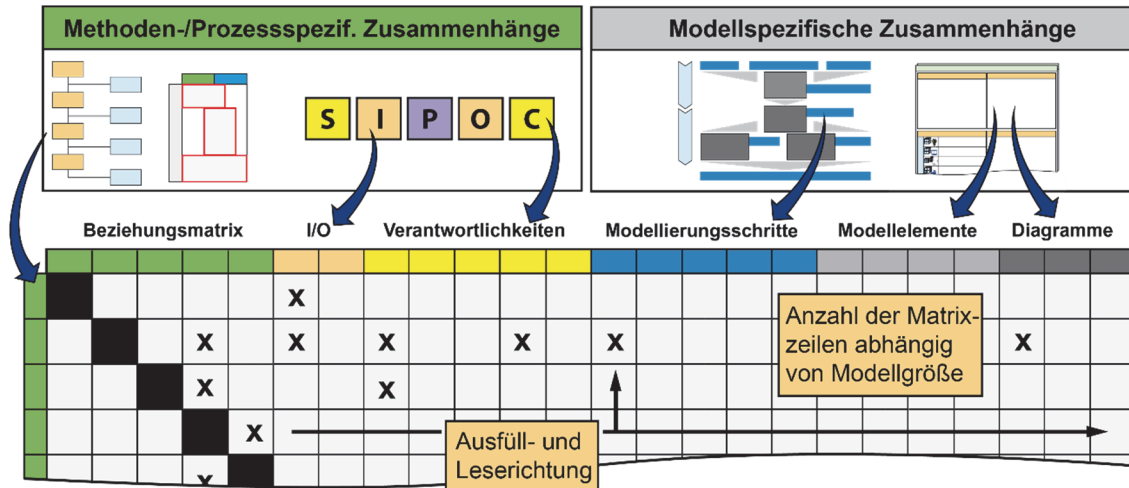 Methoden-/Prozessspezif. Zusammenhänge
Modellspezifische Zusammenhänge
S I P O C
Beziehungsmatrix I/O Verantwortlichkeiten Modellierungsschritte Modellelemente Diagramme
x
x x x x x x
x x
x
x
Anzahl der Matrix-
zeilen abhängig
von Modellgröße
Ausfüll- und
Leserichtung